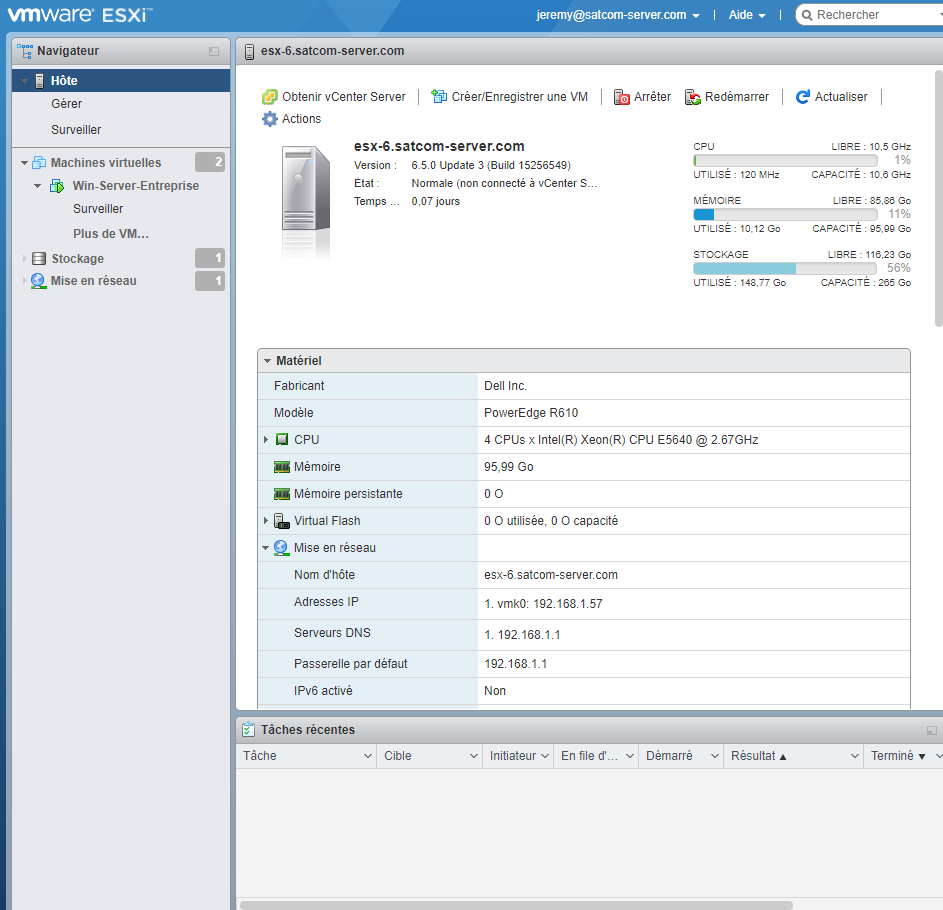 vmware ESXi™
jeremy@satcom-server.com | Aide | Rechercher
Navigateur
Hôte
Gérer
Surveiller
Machines virtuelles 2
Win-Server-Entreprise
Surveiller
Plus de VM...
Stockage 1
Mise en réseau 1
esx-6.satcom-server.com
Obtenir vCenter Server | Créer/Enregistrer une VM | Arrêter Redémarrer | Actualiser |
Actions
esx-6.satcom-server.com
Version : 6.5.0 Update 3 (Build 15256549)
État : Normale (non connecté à vCenter S...
Temps ... 0,07 jours
CPU LIBRE : 10,5 GHz
1%
UTILISÉ : 120 MHz CAPACITÉ : 10,6 GHz
MÉMOIRE LIBRE : 85,86 Go
11%
UTILISÉ : 10,12 Go CAPACITÉ : 95,99 Go
STOCKAGE LIBRE : 116,23 Go
56%
UTILISÉ : 148,77 Go CAPACITÉ : 265 Go
Matériel
Fabricant Dell Inc.
Modèle PowerEdge R610
CPU 4 CPUs x Intel(R) Xeon(R) CPU E5640 @ 2.67GHz
Mémoire 95,99 Go
Mémoire persistante 0 O
Virtual Flash 0 O utilisée, 0 O capacité
Mise en réseau
Nom d'hôte esx-6.satcom-server.com
Adresses IP 1. vmk0: 192.168.1.57
Serveurs DNS 1. 192.168.1.1
Passerelle par défaut 192.168.1.1
IPv6 activé Non
Tâches récentes
Tâche Cible Initiateur En file d'... Démarré Résultat ▲ Terminé ▼